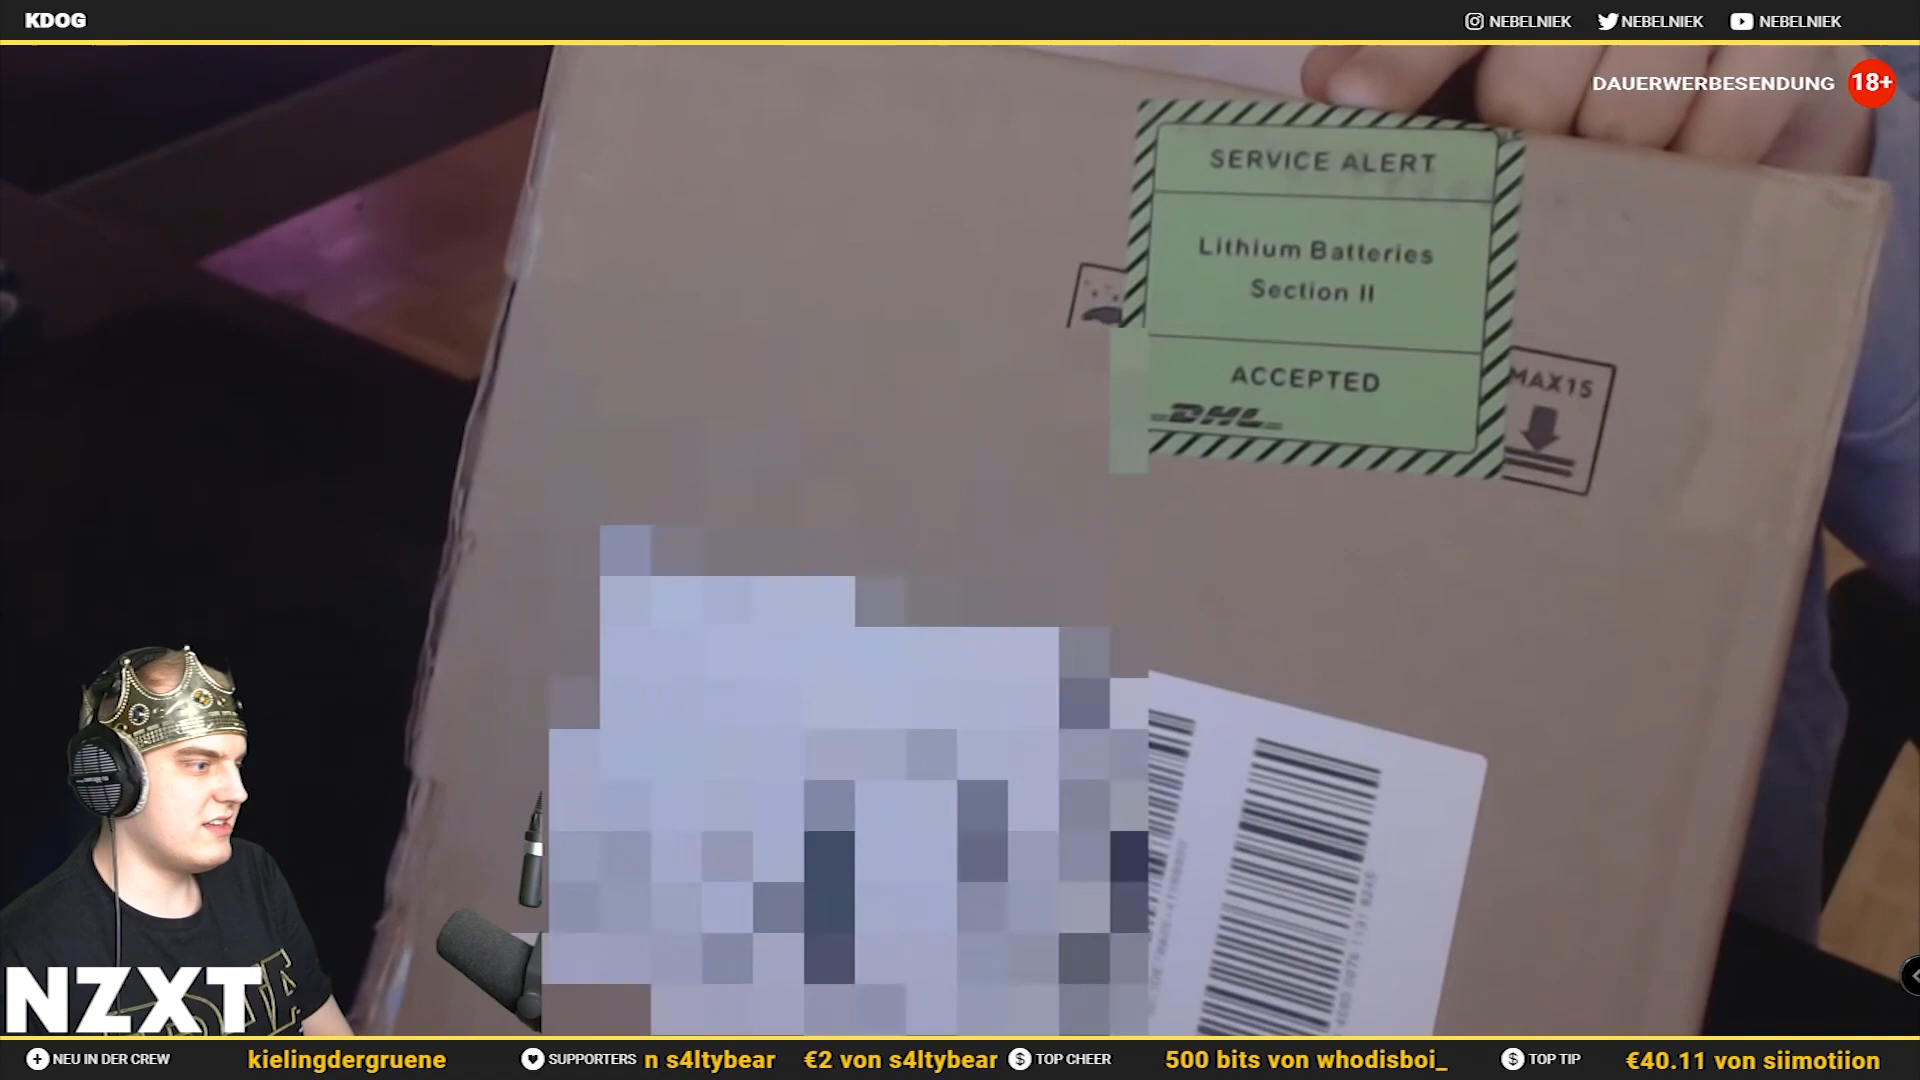 KDOG
NEBELNIEK
NEBELNIEK
NEBELNIEK
DAUERWERBESENDUNG 18+
SERVICE ALERT
Lithium Batteries
Section II
ACCEPTED
DHL
MAX15
NZXT
NEU IN DER CREW kielingdergruene SUPPORTERS n s4ltybear €2 von s4ltybear TOP CHEER 500 bits von whodisboi_ TOP TIP €40.11 von siimotiion